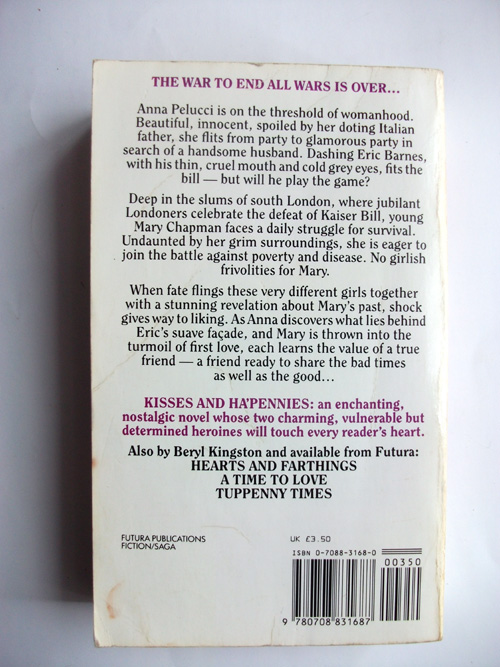 THE WAR TO END ALL WARS IS OVER...
Anna Pelucci is on the threshold of womanhood.
Beautiful, innocent, spoiled by her doting Italian
father, she flits from party to glamorous party in
search of a handsome husband. Dashing Eric Barnes,
with his thin, cruel mouth and cold grey eyes, fits the
bill — but will he play the game?
Deep in the slums of south London, where jubilant
Londoners celebrate the defeat of Kaiser Bill, young
Mary Chapman faces a daily struggle for survival.
Undaunted by her grim surroundings, she is eager to
join the battle against poverty and disease. No girlish
frivolities for Mary.
When fate flings these very different girls together
with a stunning revelation about Mary's past, shock
gives way to liking. As Anna discovers what lies behind
Eric's suave façade, and Mary is thrown into the
turmoil of first love, each learns the value of a true
friend — a friend ready to share the bad times
as well as the good...
KISSES AND HA'PENNIES: an enchanting,
nostalgic novel whose two charming, vulnerable but
determined heroines will touch every reader's heart.
Also by Beryl Kingston and available from Futura:
HEARTS AND FARTHINGS
A TIME TO LOVE
TUPPENNY TIMES
FUTURA PUBLICATIONS
FICTION/SAGA
UK £3.50
ISBN 0-7088-3168-0
00350
9 780708 831687